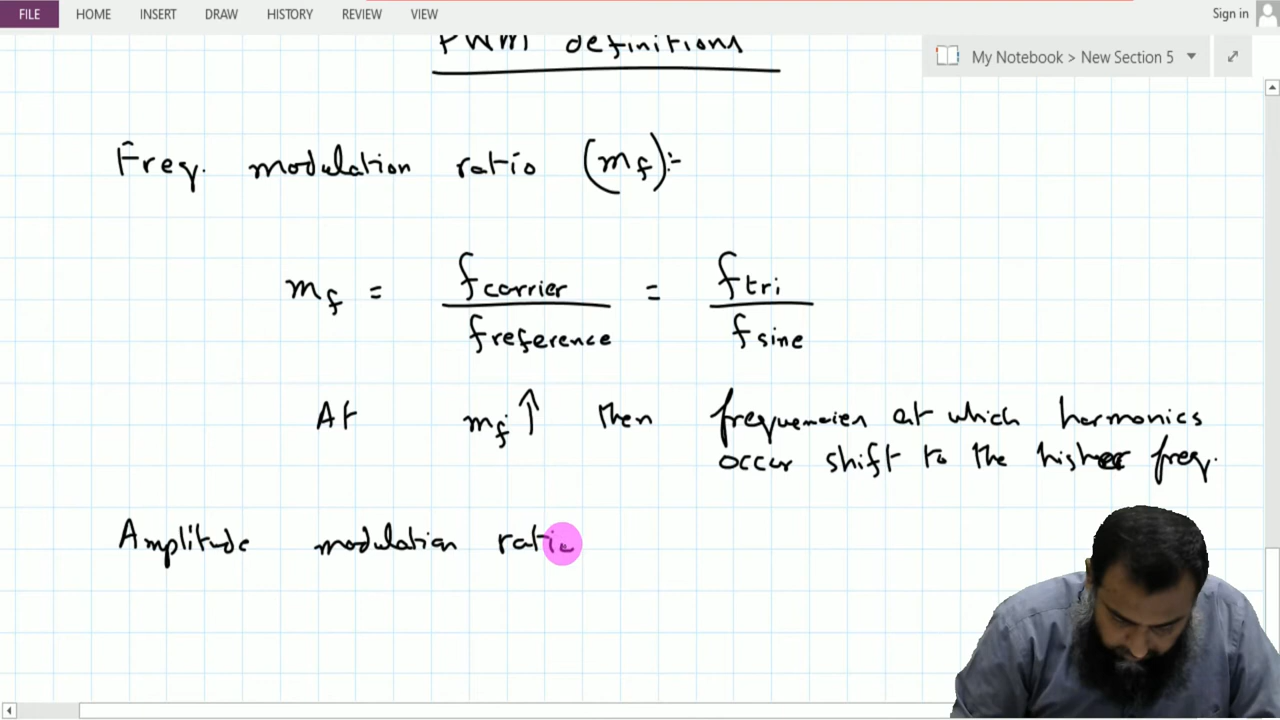 FILE HOME INSERT DRAW HISTORY REVIEW VIEW Sign in
My Notebook > New Section 5
PWM definitions
Freq. modulation ratio (mf):-
mf = fcarrier / freference = ftri / fsine
At mf ↑ then frequencies at which harmonics
occur shift to the higher freq.
Amplitude modulation ratio